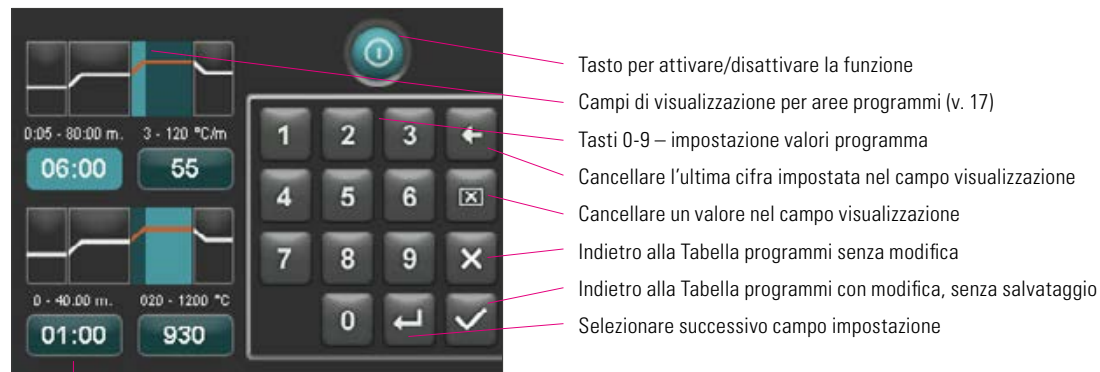 0:05 - 80:00 m. 3 - 120 °C/m
06:00 55
0 - 40.00 m. 020 - 1200 °C
01:00 930
1 2 3
4 5 6
7 8 9
0
Tasto per attivare/disattivare la funzione
Campi di visualizzazione per aree programmi (v. 17)
Tasti 0-9 – impostazione valori programma
Cancellare l'ultima cifra impostata nel campo visualizzazione
Cancellare un valore nel campo visualizzazione
Indietro alla Tabella programmi senza modifica
Indietro alla Tabella programmi con modifica, senza salvataggio
Selezionare successivo campo impostazione